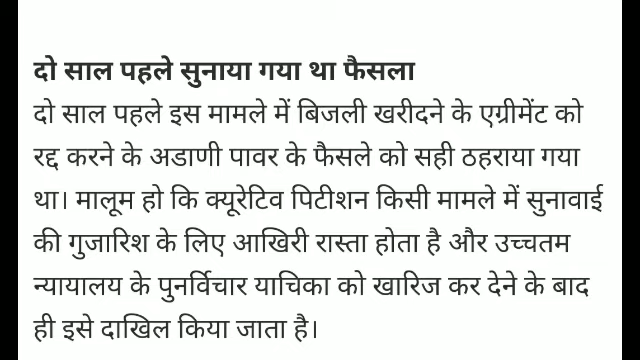 दो साल पहले सुनाया गया था फैसला
दो साल पहले इस मामले में बिजली खरीदने के एग्रीमेंट को
रद्द करने के अडाणी पावर के फैसले को सही ठहराया गया
था। मालूम हो कि क्यूरेटिव पिटीशन किसी मामले में सुनावाई
की गुजारिश के लिए आखिरी रास्ता होता है और उच्चतम
न्यायालय के पुनर्विचार याचिका को खारिज कर देने के बाद
ही इसे दाखिल किया जाता है।